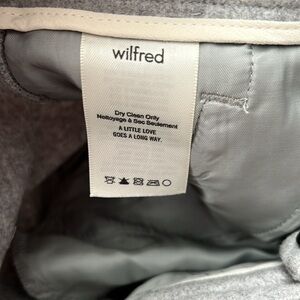 wilfred
Dry Clean Only
Nettoyage à Sec Seulement
A LITTLE LOVE
GOES A LONG WAY.